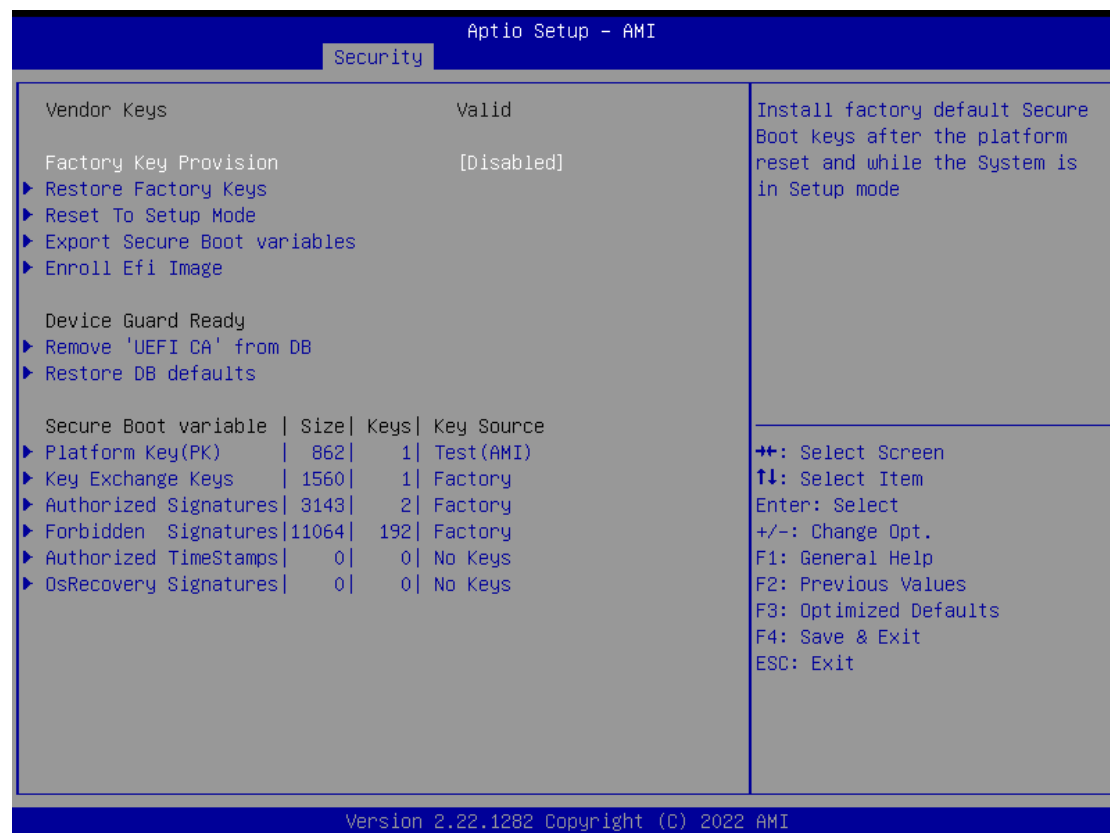 Aptio Setup – AMI
Security
Vendor Keys Valid
Factory Key Provision [Disabled]
▶ Restore Factory Keys
▶ Reset To Setup Mode
▶ Export Secure Boot variables
▶ Enroll Efi Image
Device Guard Ready
▶ Remove 'UEFI CA' from DB
▶ Restore DB defaults
Secure Boot variable | Size| Keys| Key Source
▶ Platform Key(PK) | 862| 1| Test(AMI)
▶ Key Exchange Keys | 1560| 1| Factory
▶ Authorized Signatures| 3143| 2| Factory
▶ Forbidden Signatures|11064| 192| Factory
▶ Authorized TimeStamps| 0| 0| No Keys
▶ OsRecovery Signatures| 0| 0| No Keys
Install factory default Secure
Boot keys after the platform
reset and while the System is
in Setup mode
→←: Select Screen
↑↓: Select Item
Enter: Select
+/-: Change Opt.
F1: General Help
F2: Previous Values
F3: Optimized Defaults
F4: Save & Exit
ESC: Exit
Version 2.22.1282 Copyright (C) 2022 AMI